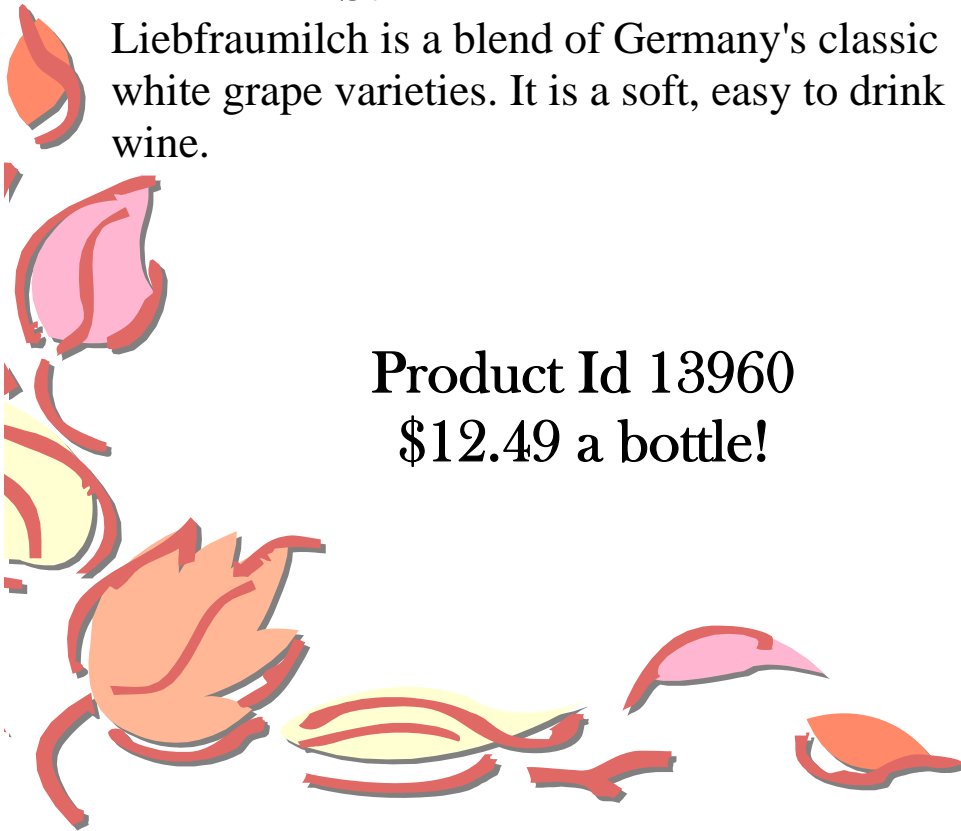 Liebfraumilch is a blend of Germany's classic
white grape varieties. It is a soft, easy to drink
wine.
Product Id 13960
$12.49 a bottle!